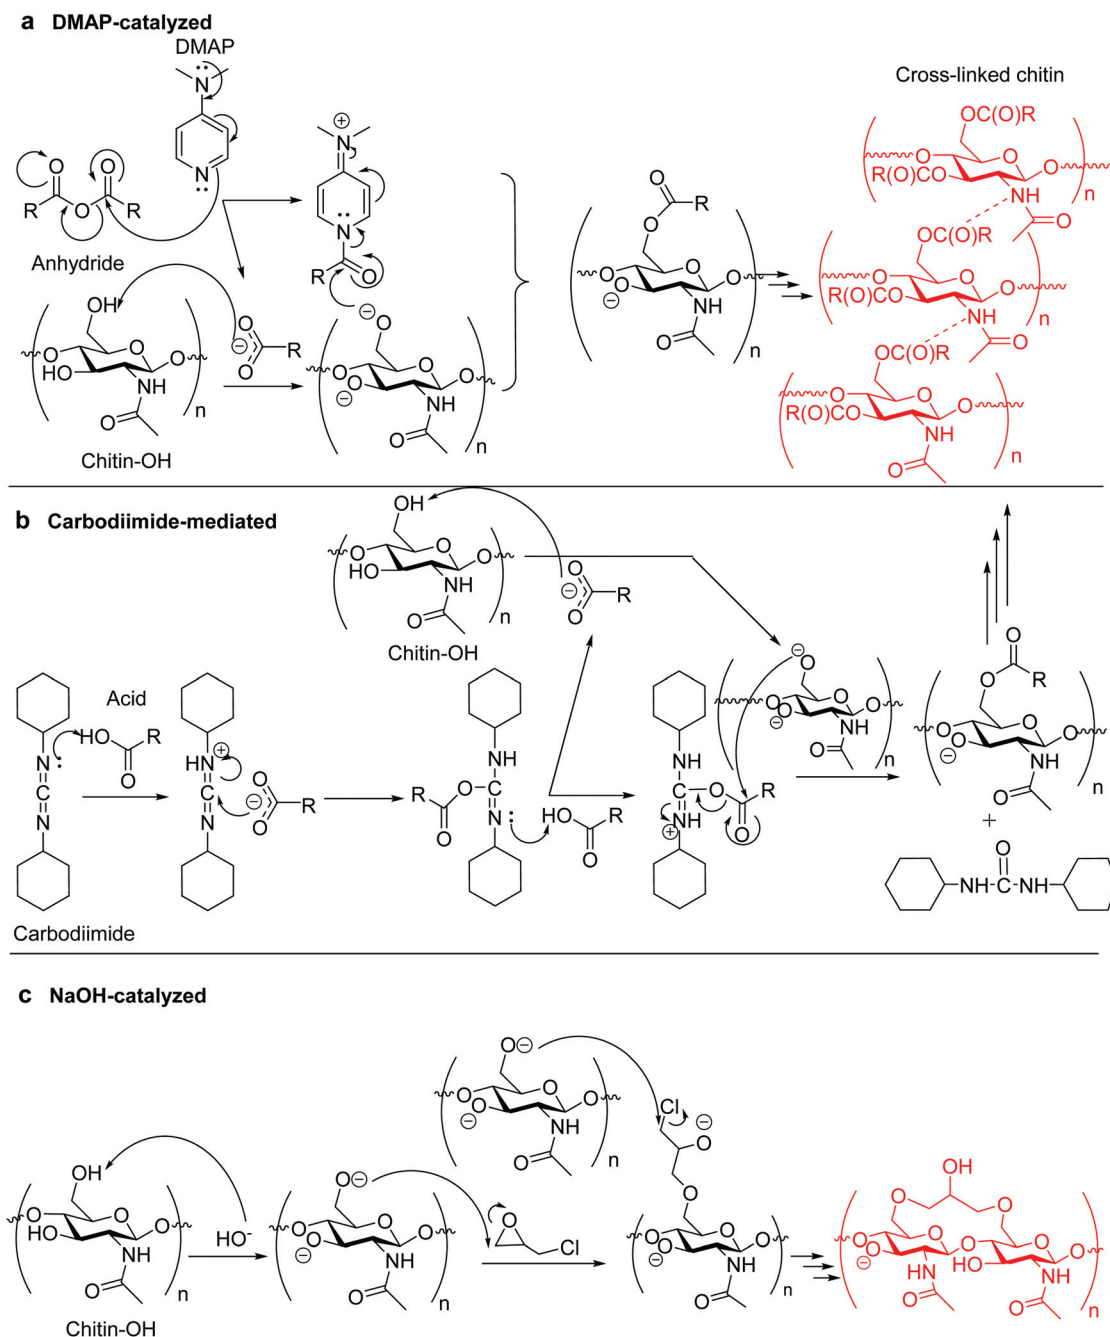 a DMAP-catalyzed
DMAP
N
N
O O
R O R
Anhydride
⊕
N
N
R O
OH
O O O
HO
NH
O
n
Chitin-OH
O
⊖
O
R
⊖
O
O O O
O
⊖
NH
O
n
O
R
O
O O O
O
⊖
NH
O
n
Cross-linked chitin
OC(O)R
O O O
R(O)CO
NH
O
n
OC(O)R
O O O
R(O)CO
NH
O
n
OC(O)R
O O O
R(O)CO
NH
O
n
b Carbodiimide-mediated
OH
O O O
HO
NH
O
n
Chitin-OH
O
⊖
O
R
N
C
N
Carbodiimide
Acid
HO R
O
⊕
HN
C
N
O
⊖
O
R
NH
R O C
O N
HO R
O
NH
C O R
NH O
⊕
⊖
O
O O O
O
⊖
NH
O
n
O
O R
O O O
O
⊖
NH
O
n
+
O
NH-C-NH
c NaOH-catalyzed
OH
O O O
HO
NH
O
n
Chitin-OH
HO-
O⊖
O O O
O
⊖
NH
O
n
O⊖
O O O
O
⊖
NH
O
n
O
Cl
Cl
⊖
O
O
O O O
O
⊖
NH
O
n
OH
O O
O O O O O
O HO
⊖
HN NH
O O
n